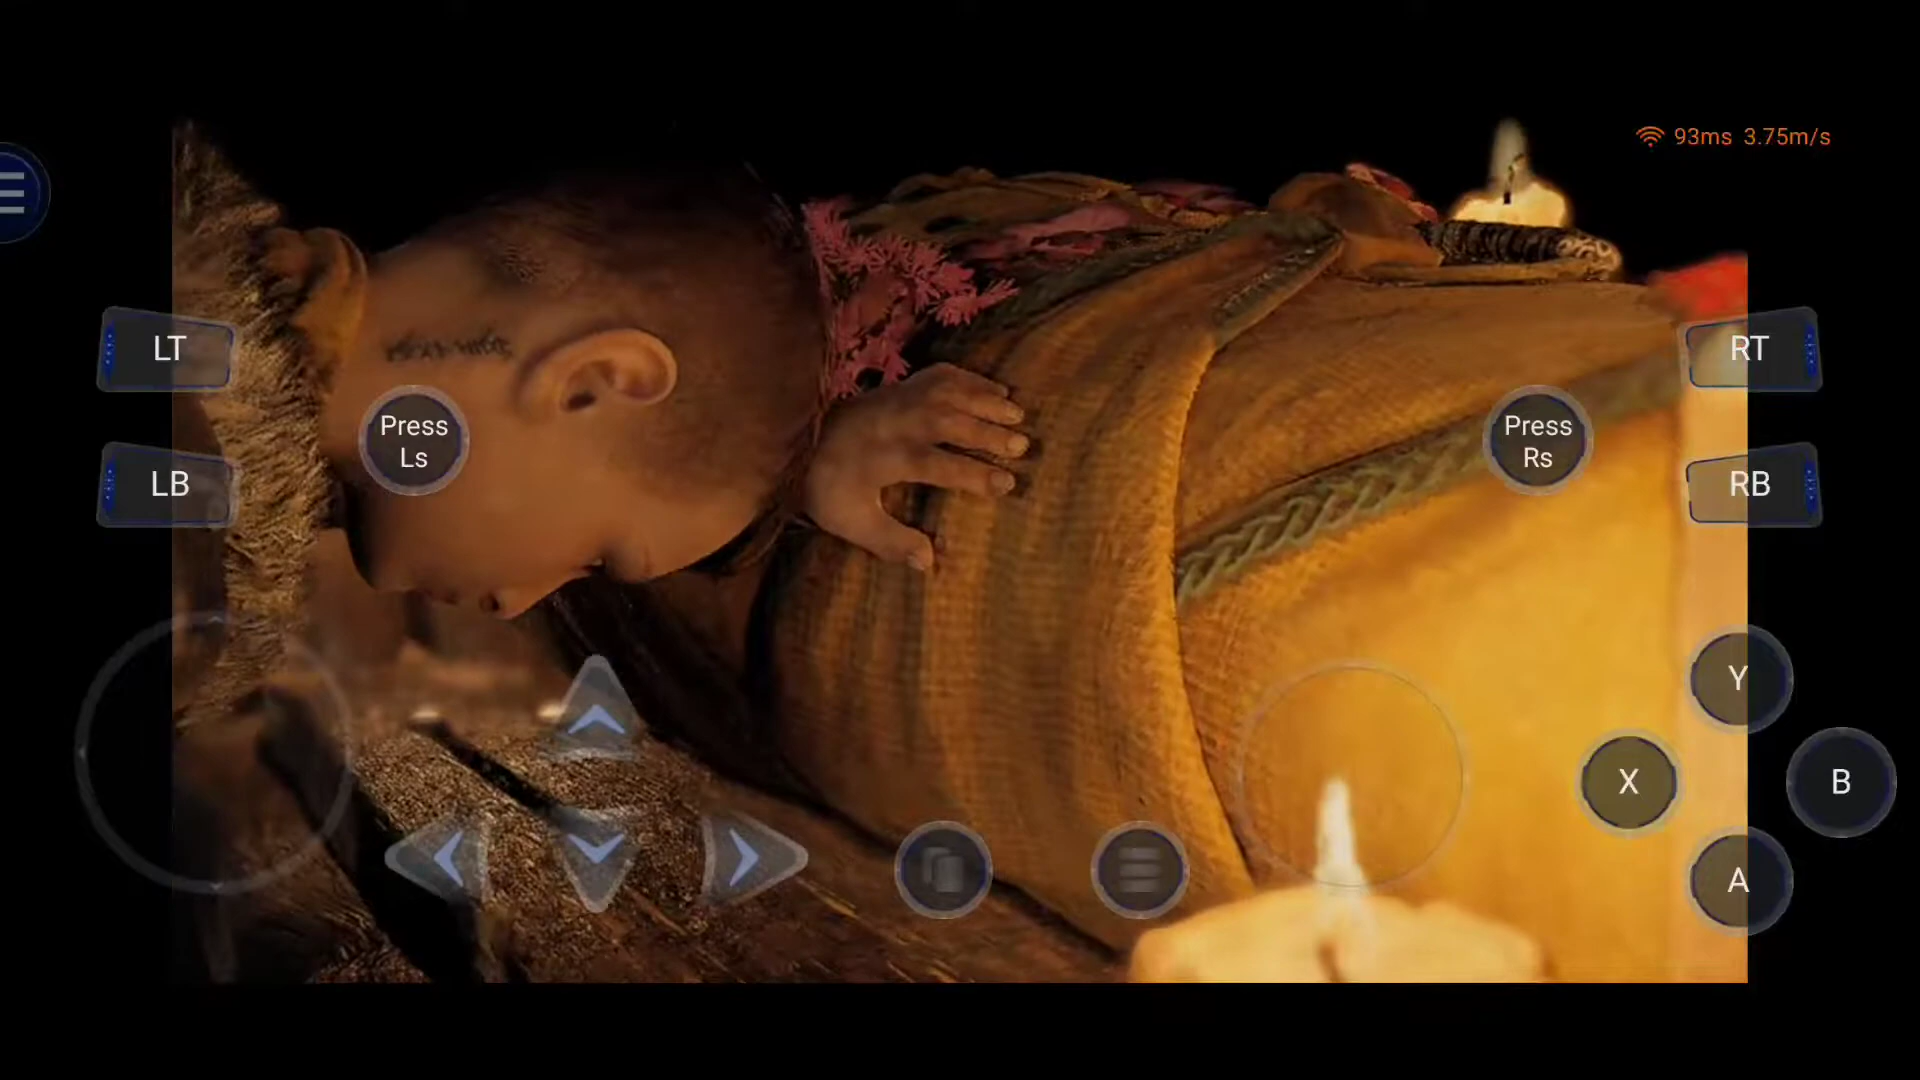 93ms 3.75m/s
LT
RT
Press
Ls
Press
Rs
LB
RB
Y
X
B
A